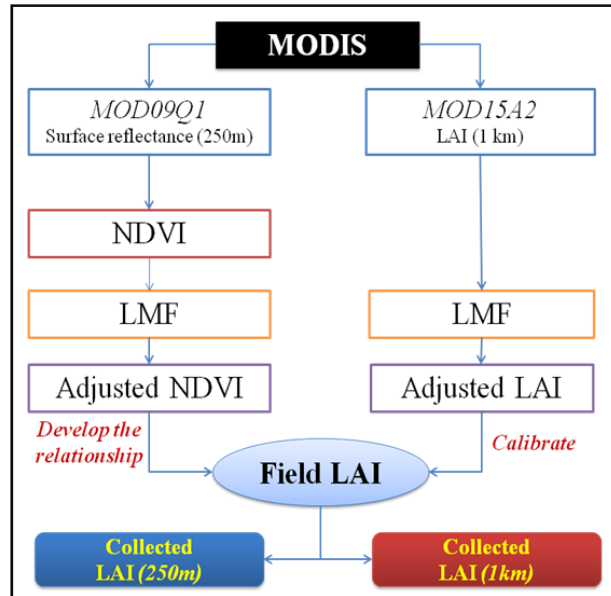 MODIS
MOD09Q1
Surface reflectance (250m)
MOD15A2
LAI (1 km)
NDVI
LMF
LMF
Adjusted NDVI
Adjusted LAI
Develop the
relationship
Calibrate
Field LAI
Collected
LAI (250m)
Collected
LAI (1km)